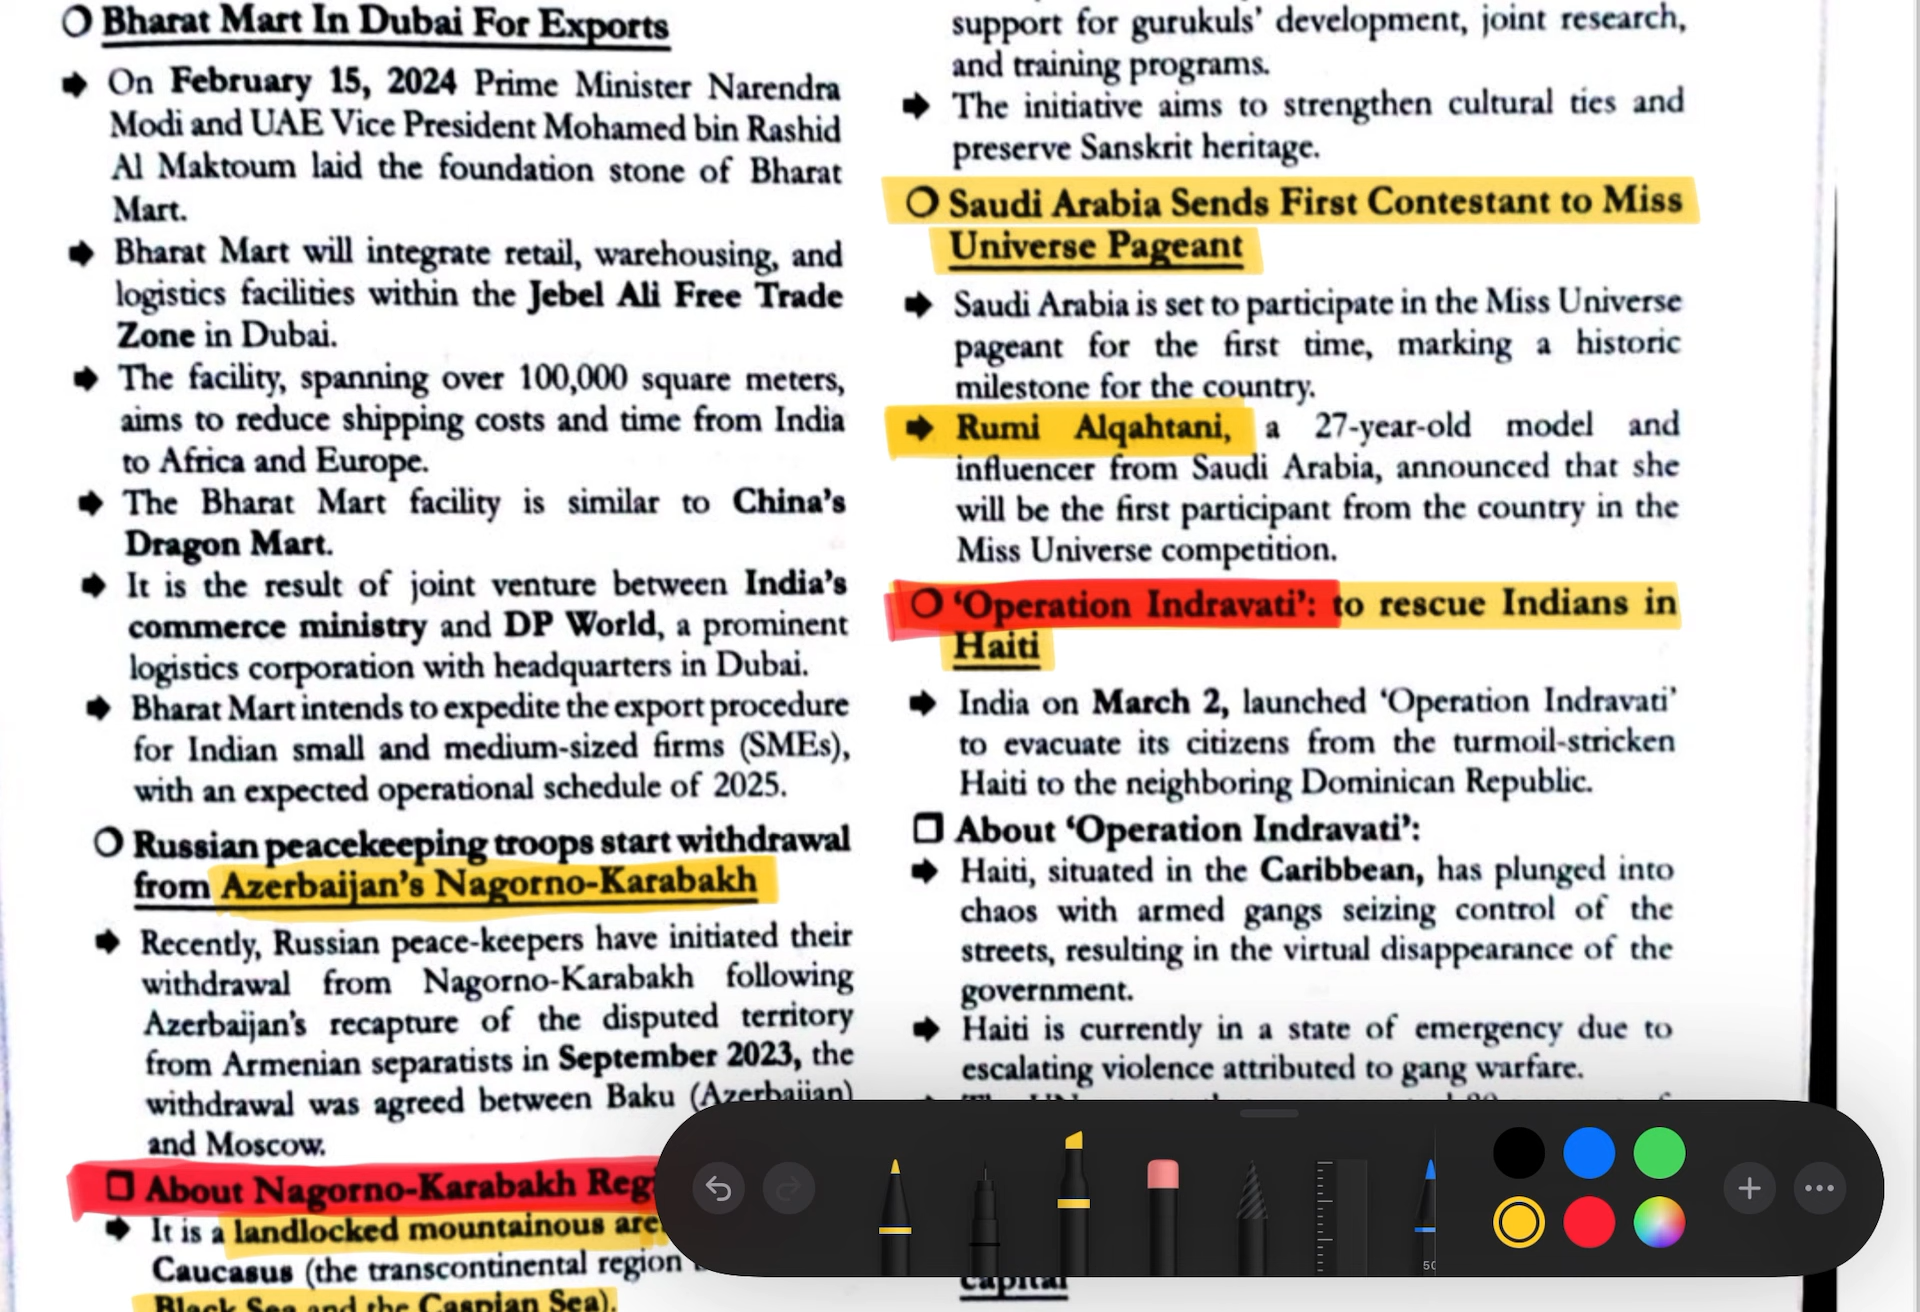 Bharat Mart In Dubai For Exports
On February 15, 2024 Prime Minister Narendra
Modi and UAE Vice President Mohamed bin Rashid
Al Maktoum laid the foundation stone of Bharat
Mart.
Bharat Mart will integrate retail, warehousing, and
logistics facilities within the Jebel Ali Free Trade
Zone in Dubai.
The facility, spanning over 100,000 square meters,
aims to reduce shipping costs and time from India
to Africa and Europe.
The Bharat Mart facility is similar to China's
Dragon Mart.
It is the result of joint venture between India's
commerce ministry and DP World, a prominent
logistics corporation with headquarters in Dubai.
Bharat Mart intends to expedite the export procedure
for Indian small and medium-sized firms (SMEs),
with an expected operational schedule of 2025.
Russian peacekeeping troops start withdrawal
from Azerbaijan's Nagorno-Karabakh
Recently, Russian peace-keepers have initiated their
withdrawal from Nagorno-Karabakh following
Azerbaijan's recapture of the disputed territory
from Armenian separatists in September 2023, the
withdrawal was agreed between Baku (Azerbaijan)
and Moscow.
About Nagorno-Karabakh
It is a landlocked mountainous
Caucasus (the transcontinental region
Black Sea and the Caspian Sea).
support for gurukuls' development, joint research,
and training programs.
The initiative aims to strengthen cultural ties and
preserve Sanskrit heritage.
Saudi Arabia Sends First Contestant to Miss
Universe Pageant
Saudi Arabia is set to participate in the Miss Universe
pageant for the first time, marking a historic
milestone for the country.
Rumi Alqahtani, a 27-year-old model and
influencer from Saudi Arabia, announced that she
will be the first participant from the country in the
Miss Universe competition.
'Operation Indravati': to rescue Indians in
Haiti
India on March 2, launched 'Operation Indravati'
to evacuate its citizens from the turmoil-stricken
Haiti to the neighboring Dominican Republic.
About 'Operation Indravati':
Haiti, situated in the Caribbean, has plunged into
chaos with armed gangs seizing control of the
streets, resulting in the virtual disappearance of the
government.
Haiti is currently in a state of emergency due to
escalating violence attributed to gang warfare.
capital